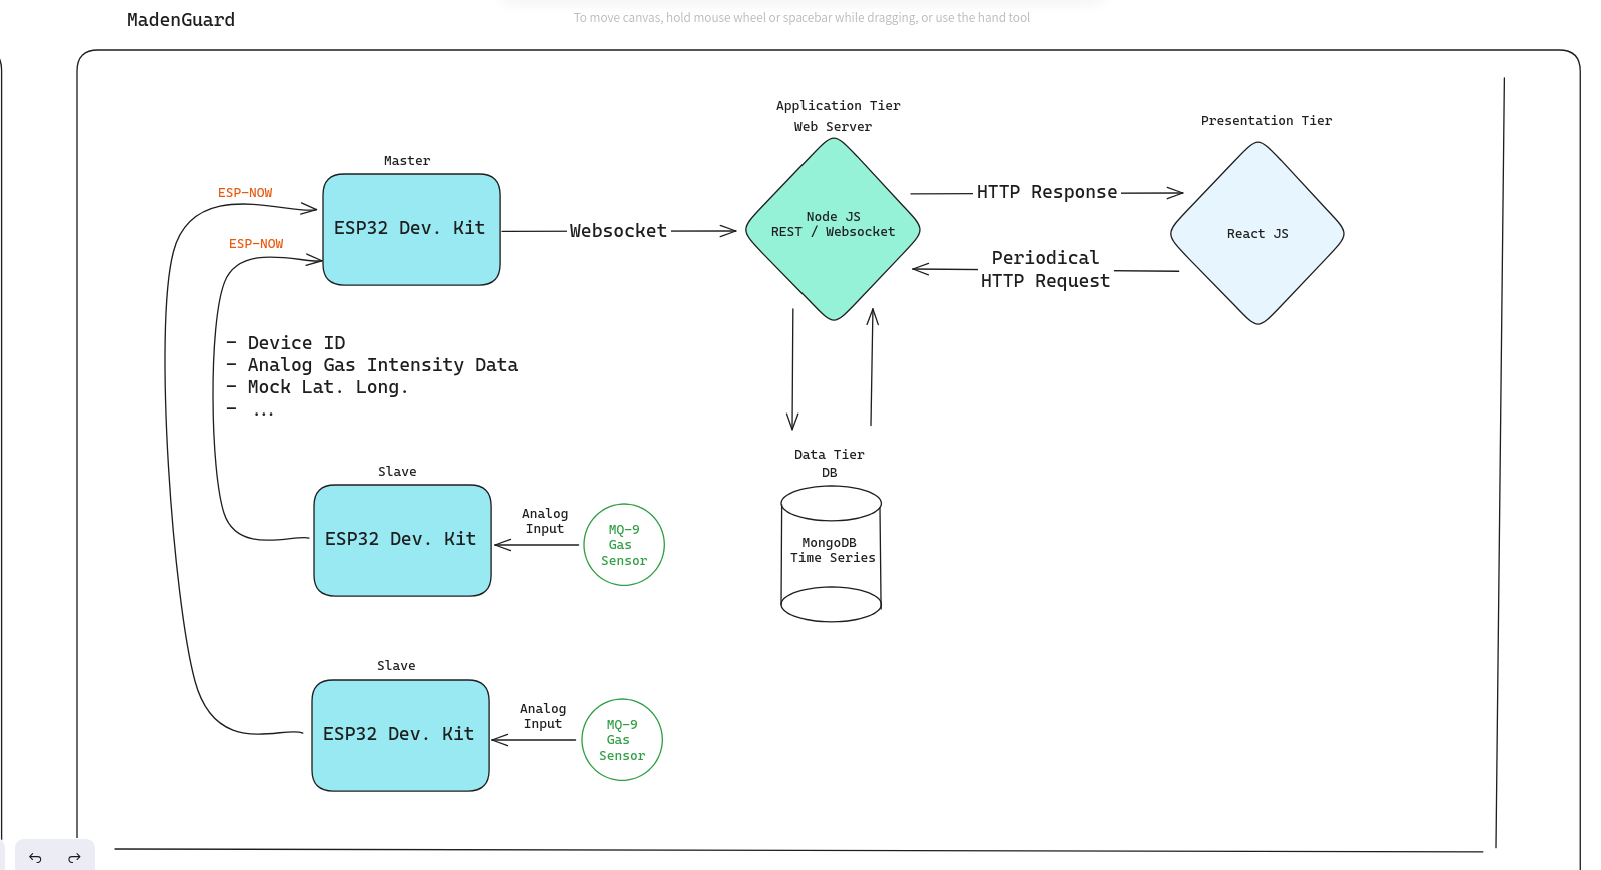 MadenGuard
To move canvas, hold mouse wheel or spacebar while dragging, or use the hand tool
Application Tier
Web Server
Presentation Tier
Master
ESP-NOW
ESP32 Dev. Kit
ESP-NOW
Websocket
Node JS
REST / Websocket
HTTP Response
Periodical
HTTP Request
React JS
- Device ID
- Analog Gas Intensity Data
- Mock Lat. Long.
- ...
Data Tier
DB
MongoDB
Time Series
Slave
ESP32 Dev. Kit
Analog
Input
MQ-9
Gas
Sensor
Slave
ESP32 Dev. Kit
Analog
Input
MQ-9
Gas
Sensor